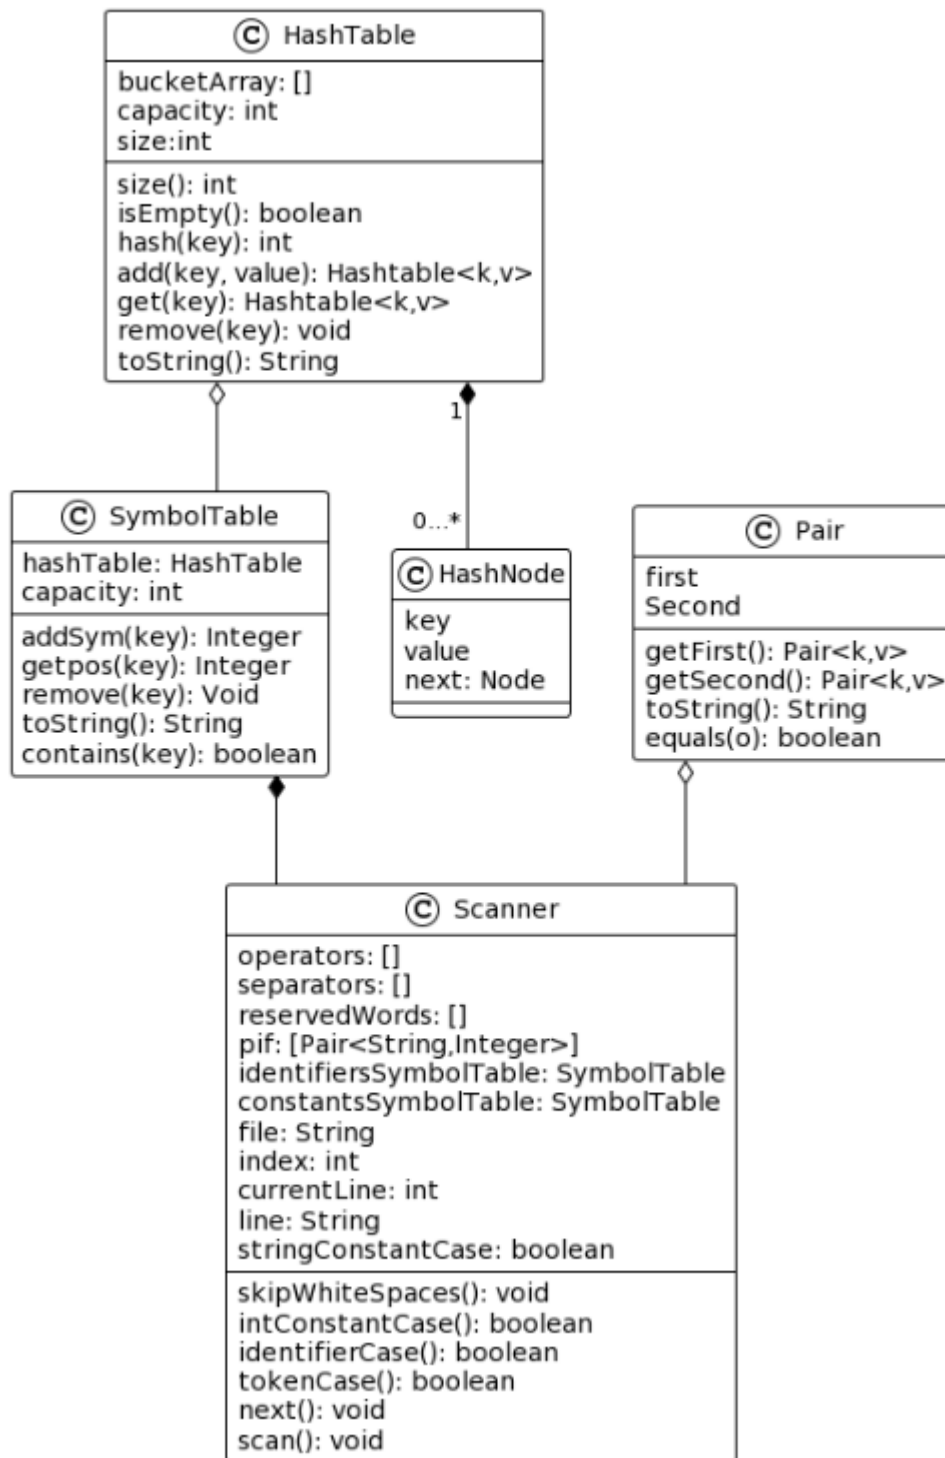 C HashTable
bucketArray: []
capacity: int
size:int
size(): int
isEmpty(): boolean
hash(key): int
add(key, value): Hashtable<k,v>
get(key): Hashtable<k,v>
remove(key): void
toString(): String
1
0...*
C SymbolTable
hashTable: HashTable
capacity: int
addSym(key): Integer
getpos(key): Integer
remove(key): Void
toString(): String
contains(key): boolean
C HashNode
key
value
next: Node
C Pair
first
Second
getFirst(): Pair<k,v>
getSecond(): Pair<k,v>
toString(): String
equals(o): boolean
C Scanner
operators: []
separators: []
reservedWords: []
pif: [Pair<String,Integer>]
identifiersSymbolTable: SymbolTable
constantsSymbolTable: SymbolTable
file: String
index: int
currentLine: int
line: String
stringConstantCase: boolean
skipWhiteSpaces(): void
intConstantCase(): boolean
identifierCase(): boolean
tokenCase(): boolean
next(): void
scan(): void